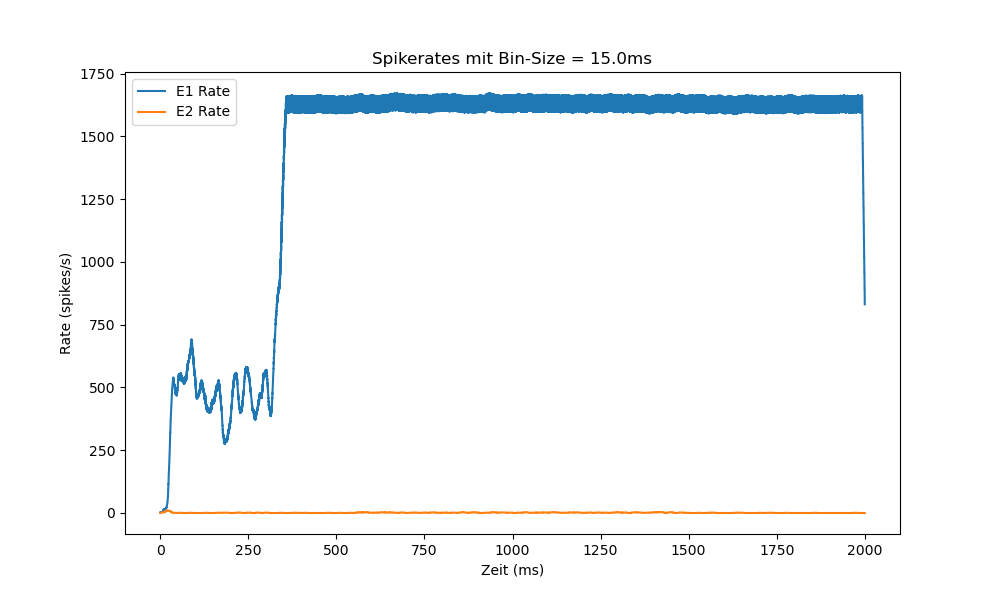 Spikerates mit Bin-Size = 15.0ms
E1 Rate
E2 Rate
1750
1500
1250
1000
750
500
250
0
Rate (spikes/s)
0 250 500 750 1000 1250 1500 1750 2000
Zeit (ms)